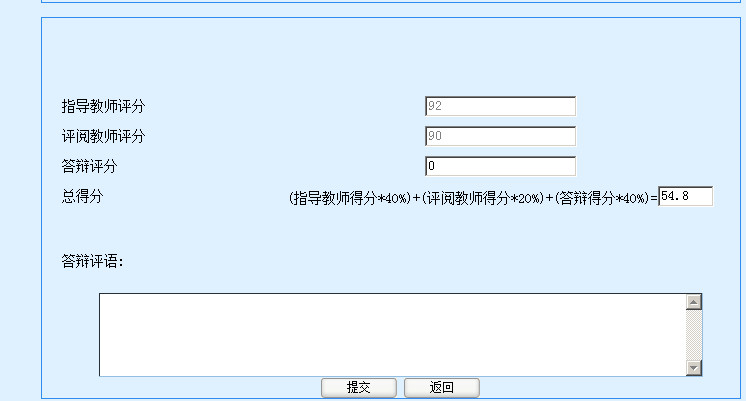 指导教师评分 92
评阅教师评分 90
答辩评分 0
总得分 (指导教师得分*40%)+(评阅教师得分*20%)+(答辩得分*40%)=54.8
答辩评语:
提交 返回